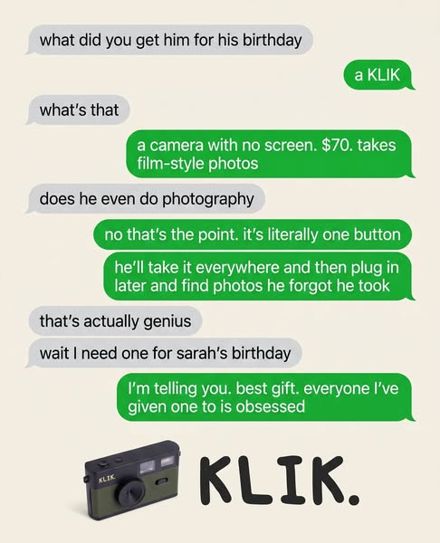 what did you get him for his birthday
a KLIK
what's that
a camera with no screen. $70. takes
film-style photos
does he even do photography
no that's the point. it's literally one button
he'll take it everywhere and then plug in
later and find photos he forgot he took
that's actually genius
wait I need one for sarah's birthday
I'm telling you. best gift. everyone I've
given one to is obsessed
KLIK.
KLIK.